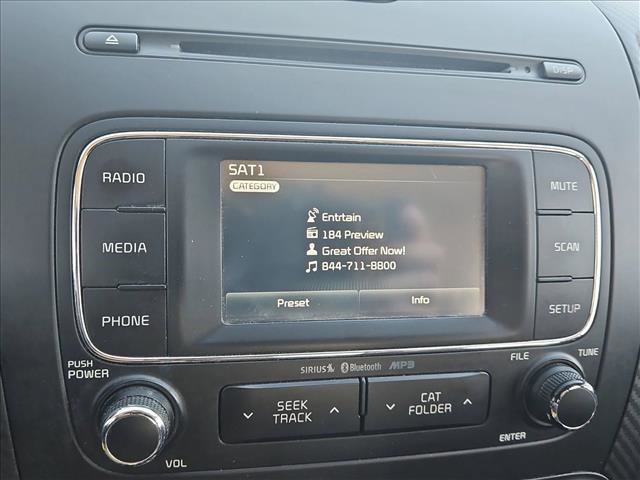 DISP
SAT1
CATEGORY
Entrtain
184 Preview
Great Offer Now!
844-711-8800
Preset
Info
RADIO
MEDIA
PHONE
MUTE
SCAN
SETUP
PUSH
POWER
VOL
SIRIUS Bluetooth MP3
SEEK
TRACK
CAT
FOLDER
FILE
TUNE
ENTER